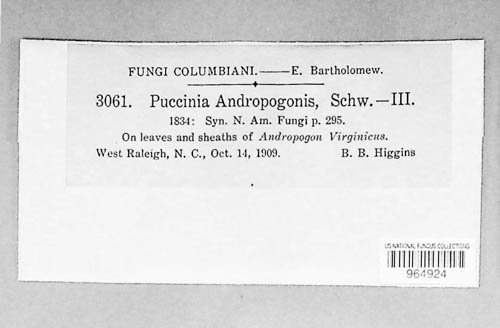 FUNGI COLUMBIANI.—E. Bartholomew.
3061. Puccinia Andropogonis, Schw.—III.
1834: Syn. N. Am. Fungi p. 295.
On leaves and sheaths of Andropogon Virginicus.
West Raleigh, N. C., Oct. 14, 1909. B. B. Higgins
US NATIONAL FUNGUS COLLECTIONS
964924